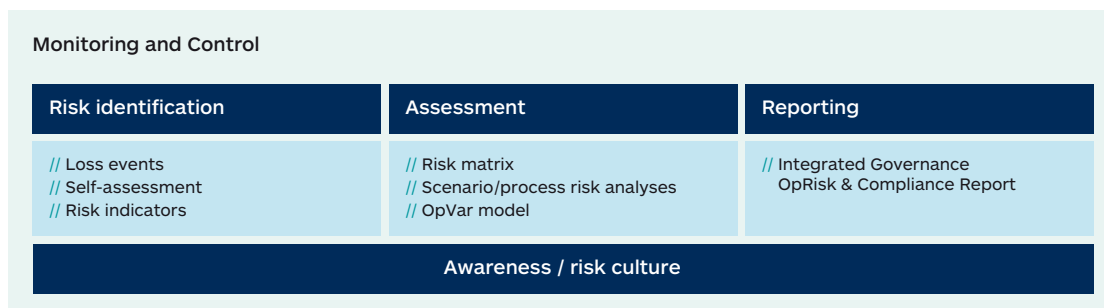 Monitoring and Control
Risk identification
// Loss events
// Self-assessment
// Risk indicators
Assessment
// Risk matrix
// Scenario/process risk analyses
// OpVar model
Reporting
// Integrated Governance
OpRisk & Compliance Report
Awareness / risk culture